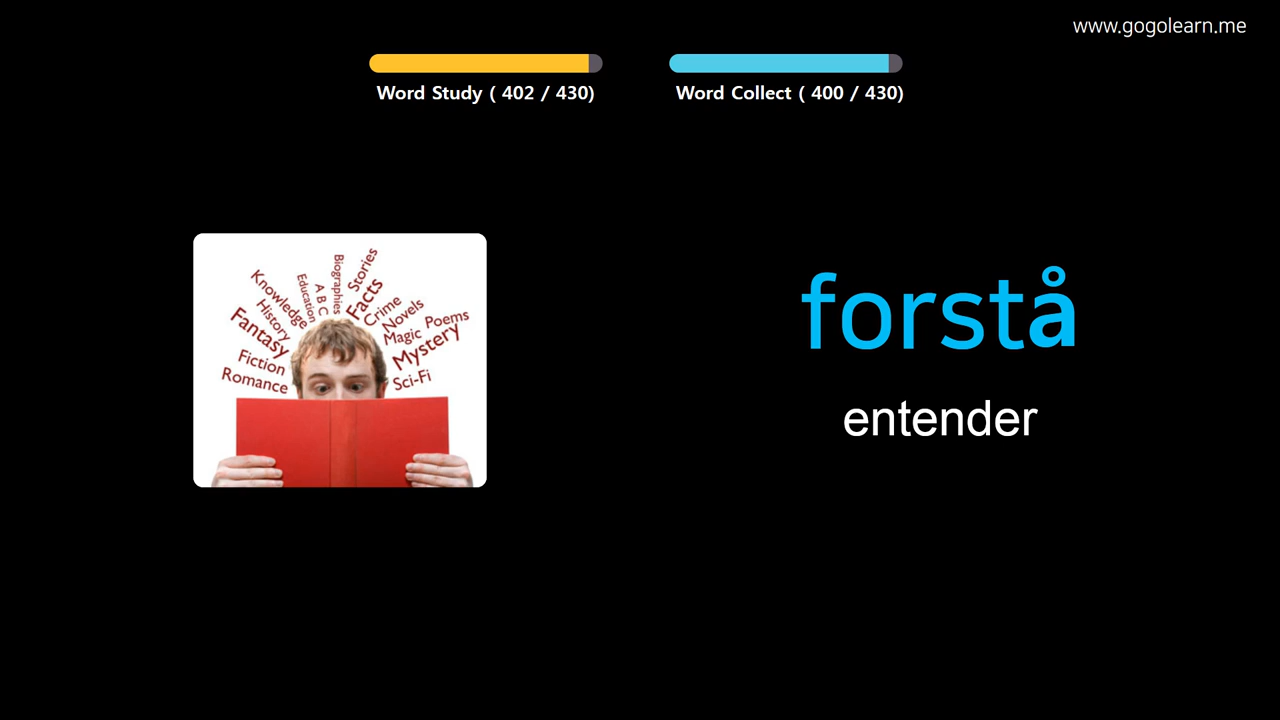 www.gogolearn.me
Word Study ( 402 / 430)
Word Collect ( 400 / 430)
Knowledge
History
Fantasy
Fiction
Romance
Education
A B C
Biographies
Stories
Facts
Crime
Novels
Magic
Poems
Mystery
Sci-Fi
forstå
entender